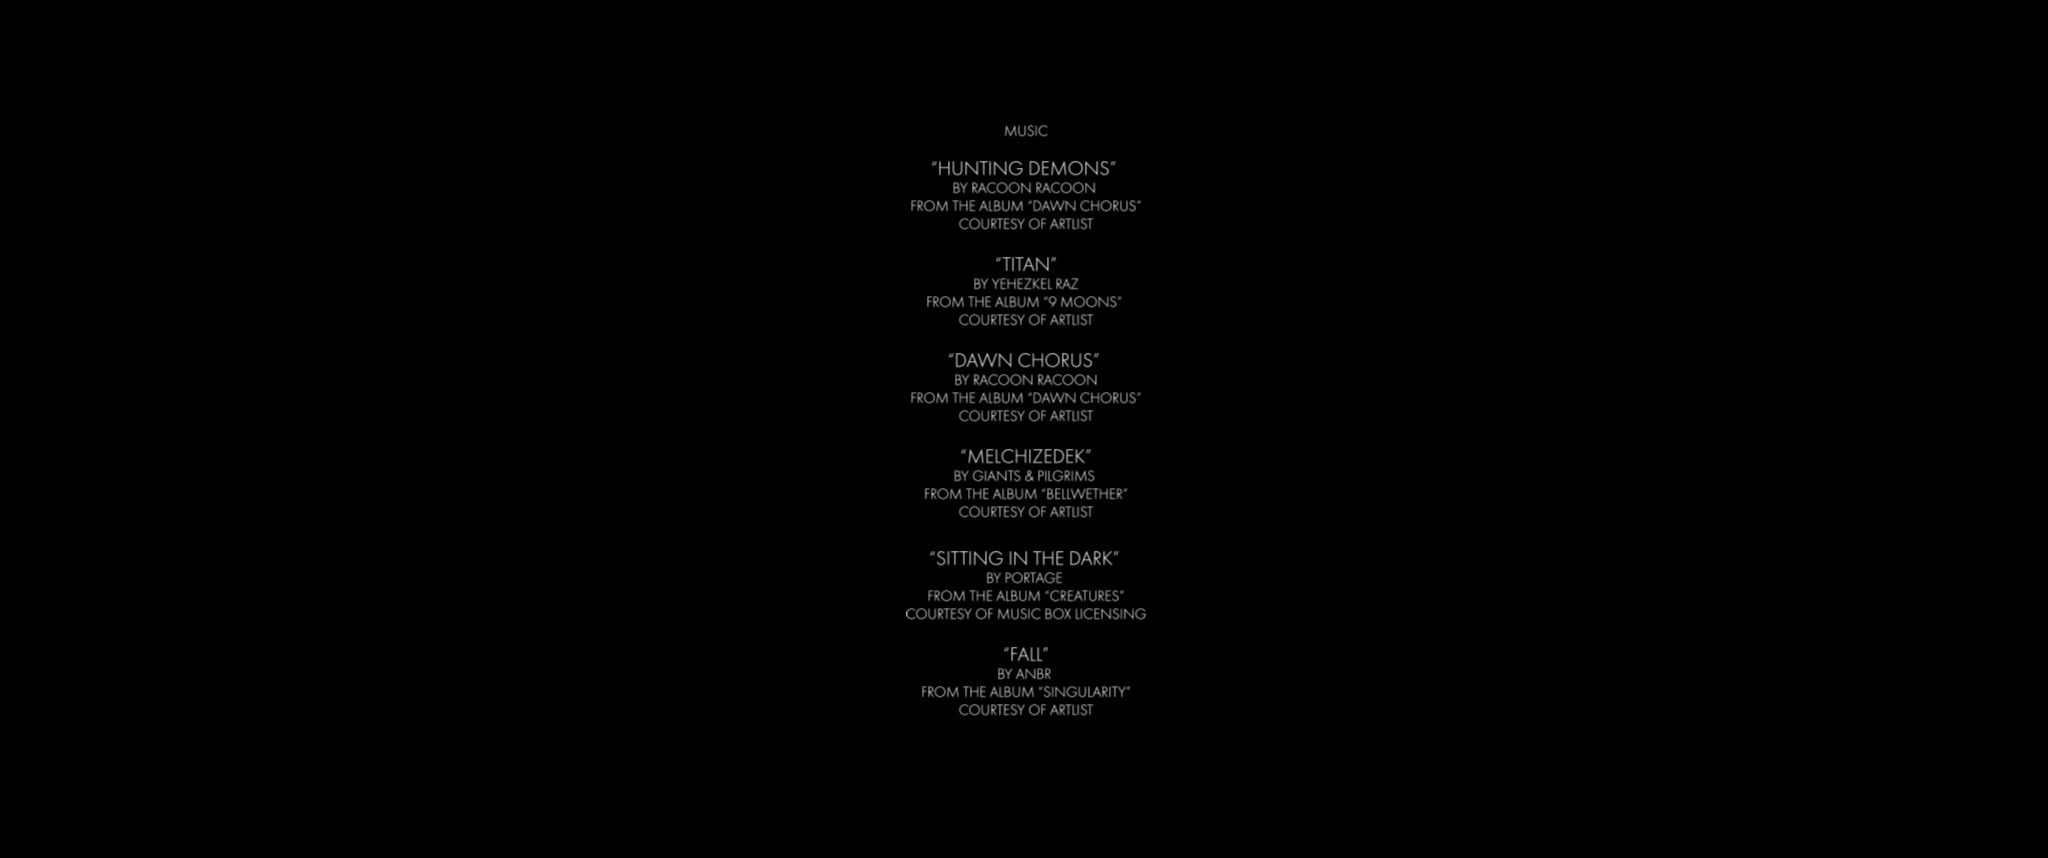 MUSIC
“HUNTING DEMONS”
BY RACOON RACOON
FROM THE ALBUM “DAWN CHORUS”
COURTESY OF ARTLIST
“TITAN”
BY YEHEZKEL RAZ
FROM THE ALBUM “9 MOONS”
COURTESY OF ARTLIST
“DAWN CHORUS”
BY RACOON RACOON
FROM THE ALBUM “DAWN CHORUS”
COURTESY OF ARTLIST
“MELCHIZEDEK”
BY GIANTS & PILGRIMS
FROM THE ALBUM “BELLWETHER”
COURTESY OF ARTLIST
“SITTING IN THE DARK”
BY PORTAGE
FROM THE ALBUM “CREATURES”
COURTESY OF MUSIC BOX LICENSING
“FALL”
BY ANBR
FROM THE ALBUM “SINGULARITY”
COURTESY OF ARTLIST